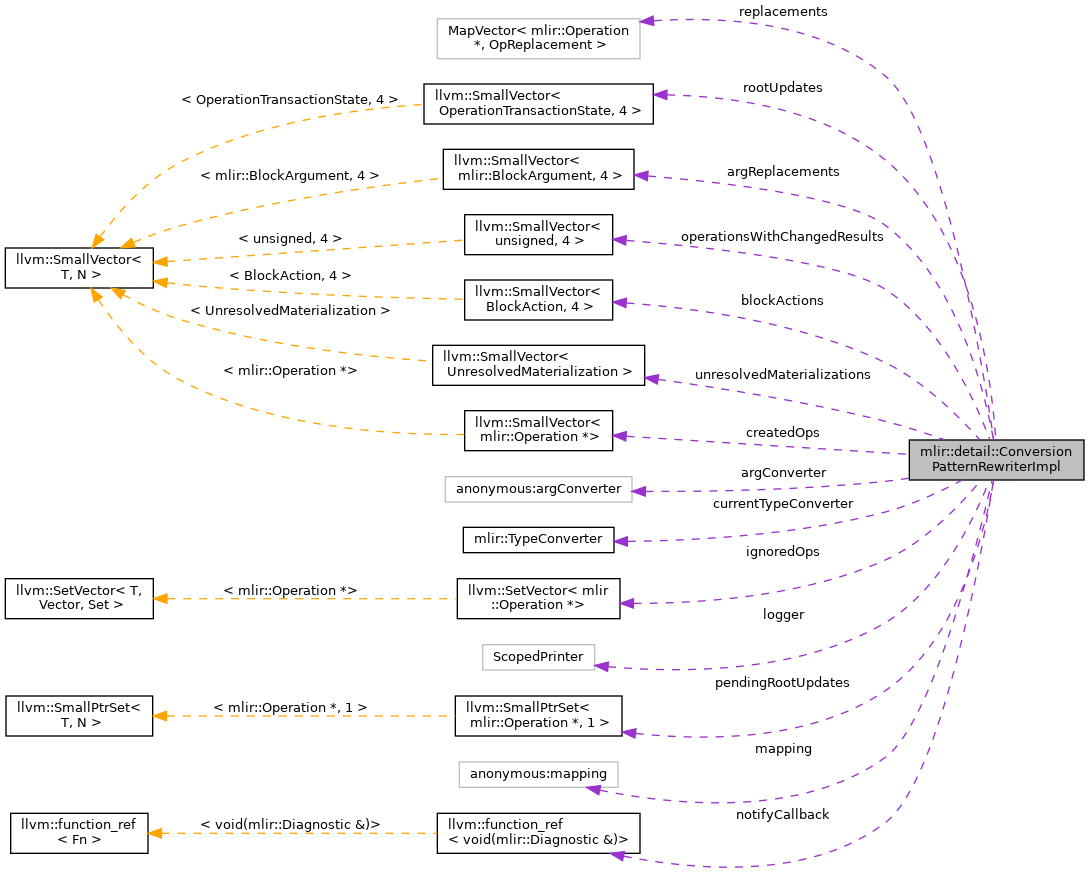 replacements
MapVector< mlir::Operation
*, OpReplacement >
rootUpdates
llvm::SmallVector<
OperationTransactionState, 4 >
< OperationTransactionState, 4 >
argReplacements
llvm::SmallVector<
mlir::BlockArgument, 4 >
< mlir::BlockArgument, 4 >
operationsWithChangedResults
llvm::SmallVector<
unsigned, 4 >
< unsigned, 4 >
llvm::SmallVector<
T, N >
< BlockAction, 4 >
llvm::SmallVector<
BlockAction, 4 >
blockActions
< UnresolvedMaterialization >
llvm::SmallVector<
UnresolvedMaterialization >
unresolvedMaterializations
< mlir::Operation *>
llvm::SmallVector<
mlir::Operation *>
createdOps
mlir::detail::Conversion
PatternRewriterImpl
argConverter
anonymous:argConverter
currentTypeConverter
mlir::TypeConverter
ignoredOps
llvm::SetVector< T,
Vector, Set >
< mlir::Operation *>
llvm::SetVector< mlir
::Operation *>
logger
ScopedPrinter
pendingRootUpdates
llvm::SmallPtrSet<
T, N >
< mlir::Operation *, 1 >
llvm::SmallPtrSet<
mlir::Operation *, 1 >
mapping
anonymous:mapping
notifyCallback
llvm::function_ref
< Fn >
< void(mlir::Diagnostic &)>
llvm::function_ref
< void(mlir::Diagnostic &)>